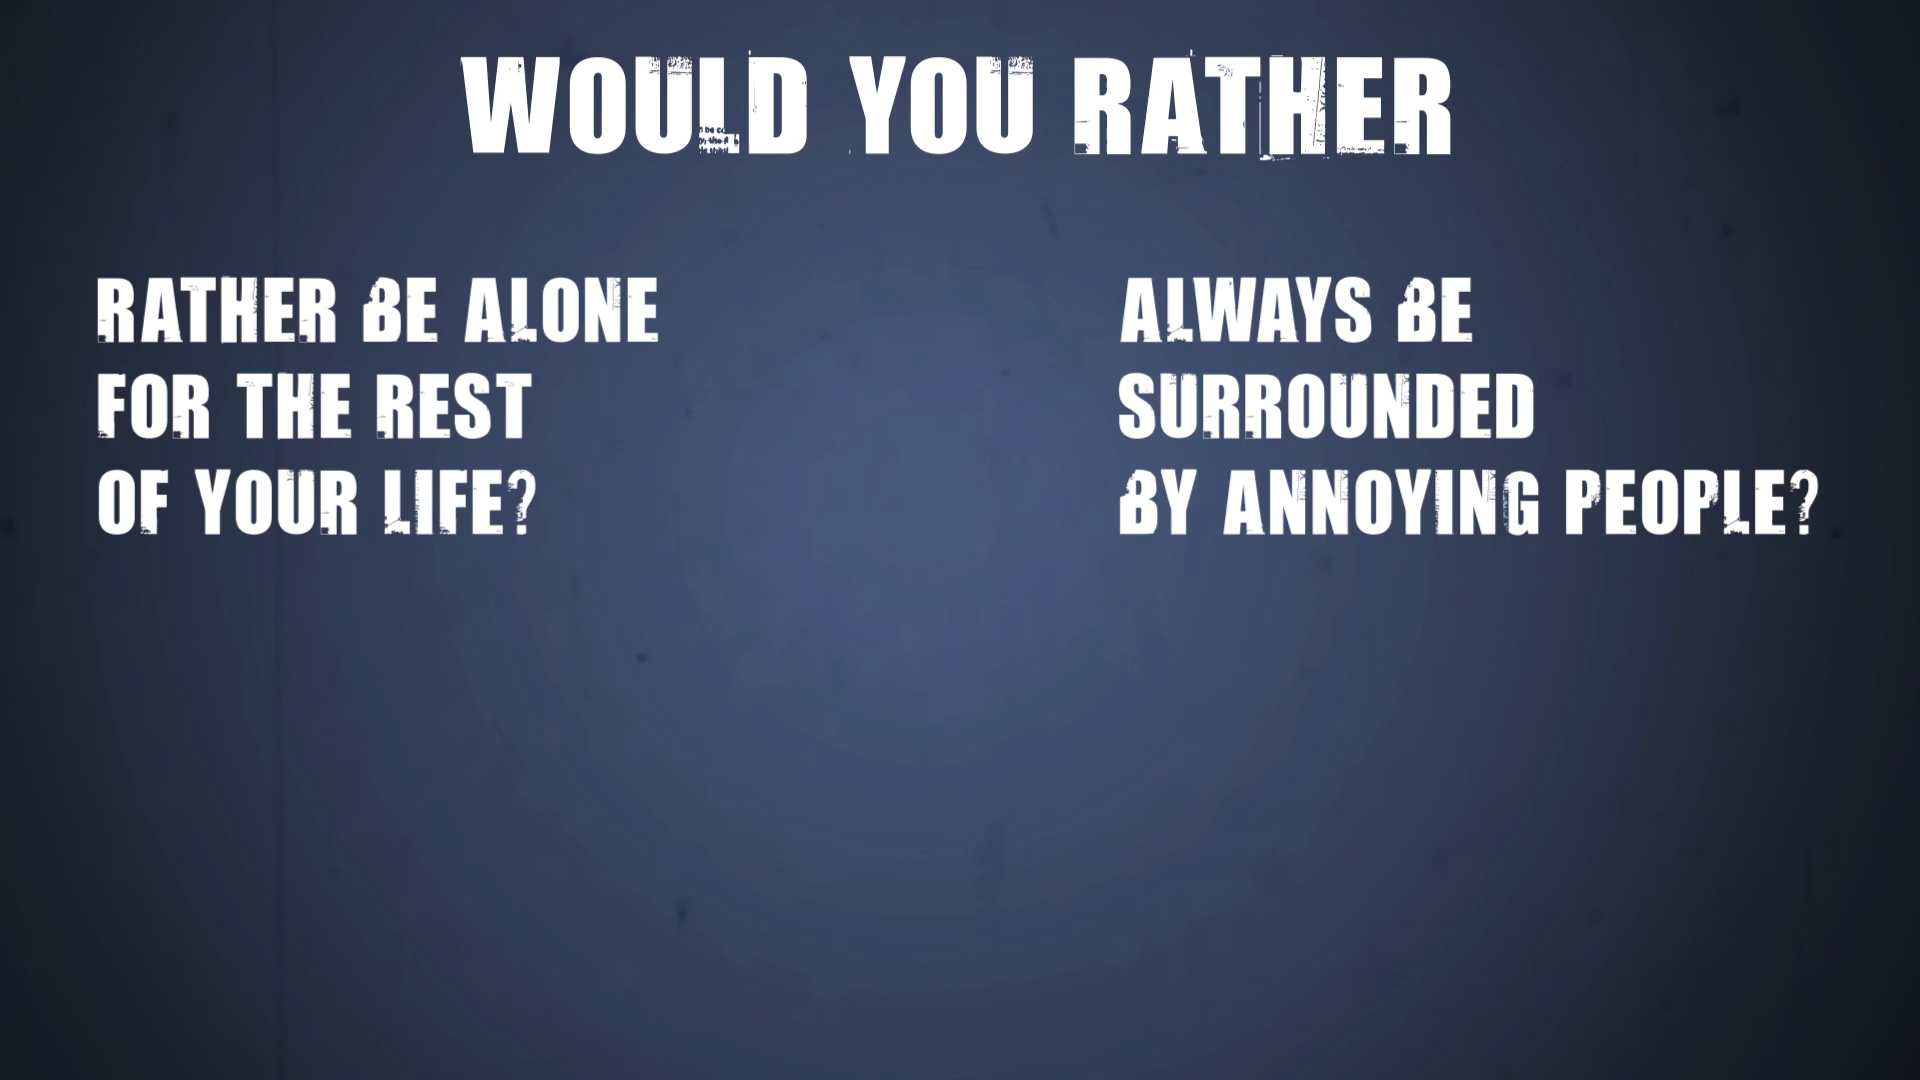 WOULD YOU RATHER
RATHER BE ALONE
FOR THE REST
OF YOUR LIFE?
ALWAYS BE
SURROUNDED
BY ANNOYING PEOPLE?